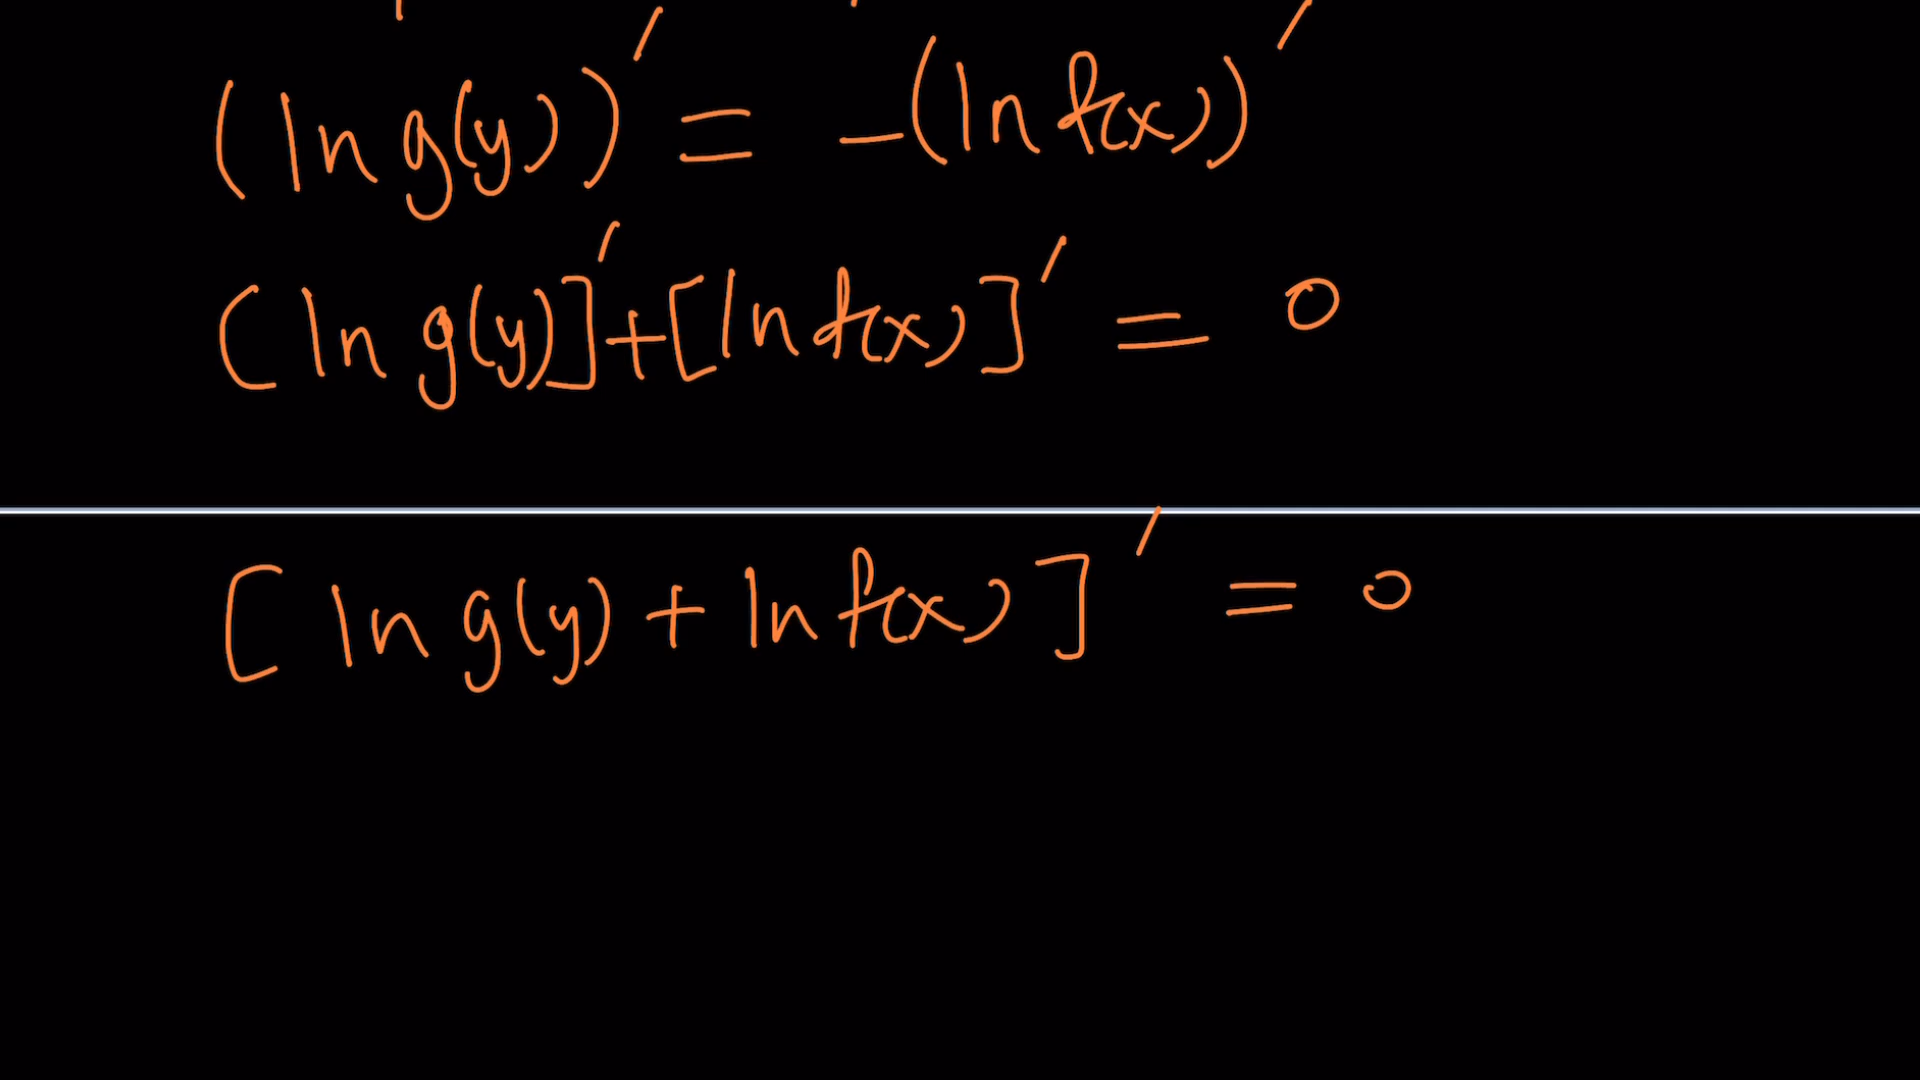 (ln g(y))' = -(ln f(x))'
[ln g(y)]' + [ln f(x)]' = 0
[ln g(y) + ln f(x)]' = 0